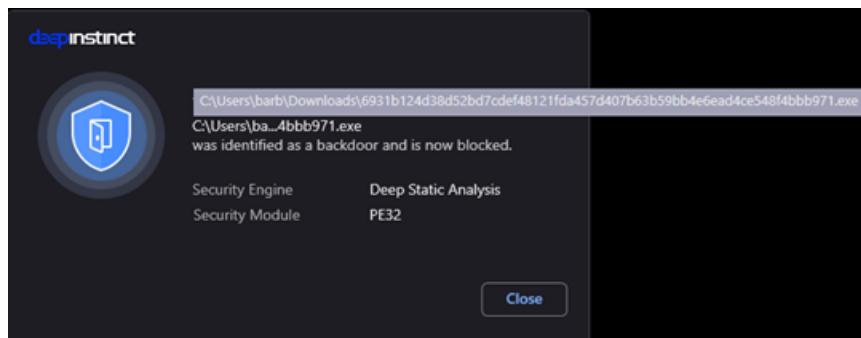 deepinstinct
C:\Users\barb\Downloads\6931b124d38d52bd7cdef48121fda457d407b63b59bb4e6ead4ce548f4bbb971.exe
C:\Users\ba...4bbb971.exe
was identified as a backdoor and is now blocked.
Security Engine Deep Static Analysis
Security Module PE32
Close